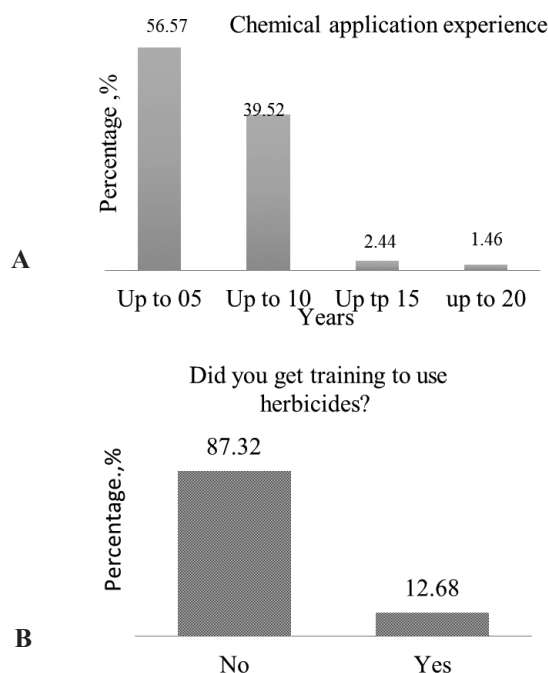 56.57
Chemical application experience
39.52
2.44
1.46
Percentage ,%
A
Up to 05
Up to 10
Up tp 15
up to 20
Years
Did you get training to use
herbicides?
87.32
12.68
Percentage.,%
B
No
Yes